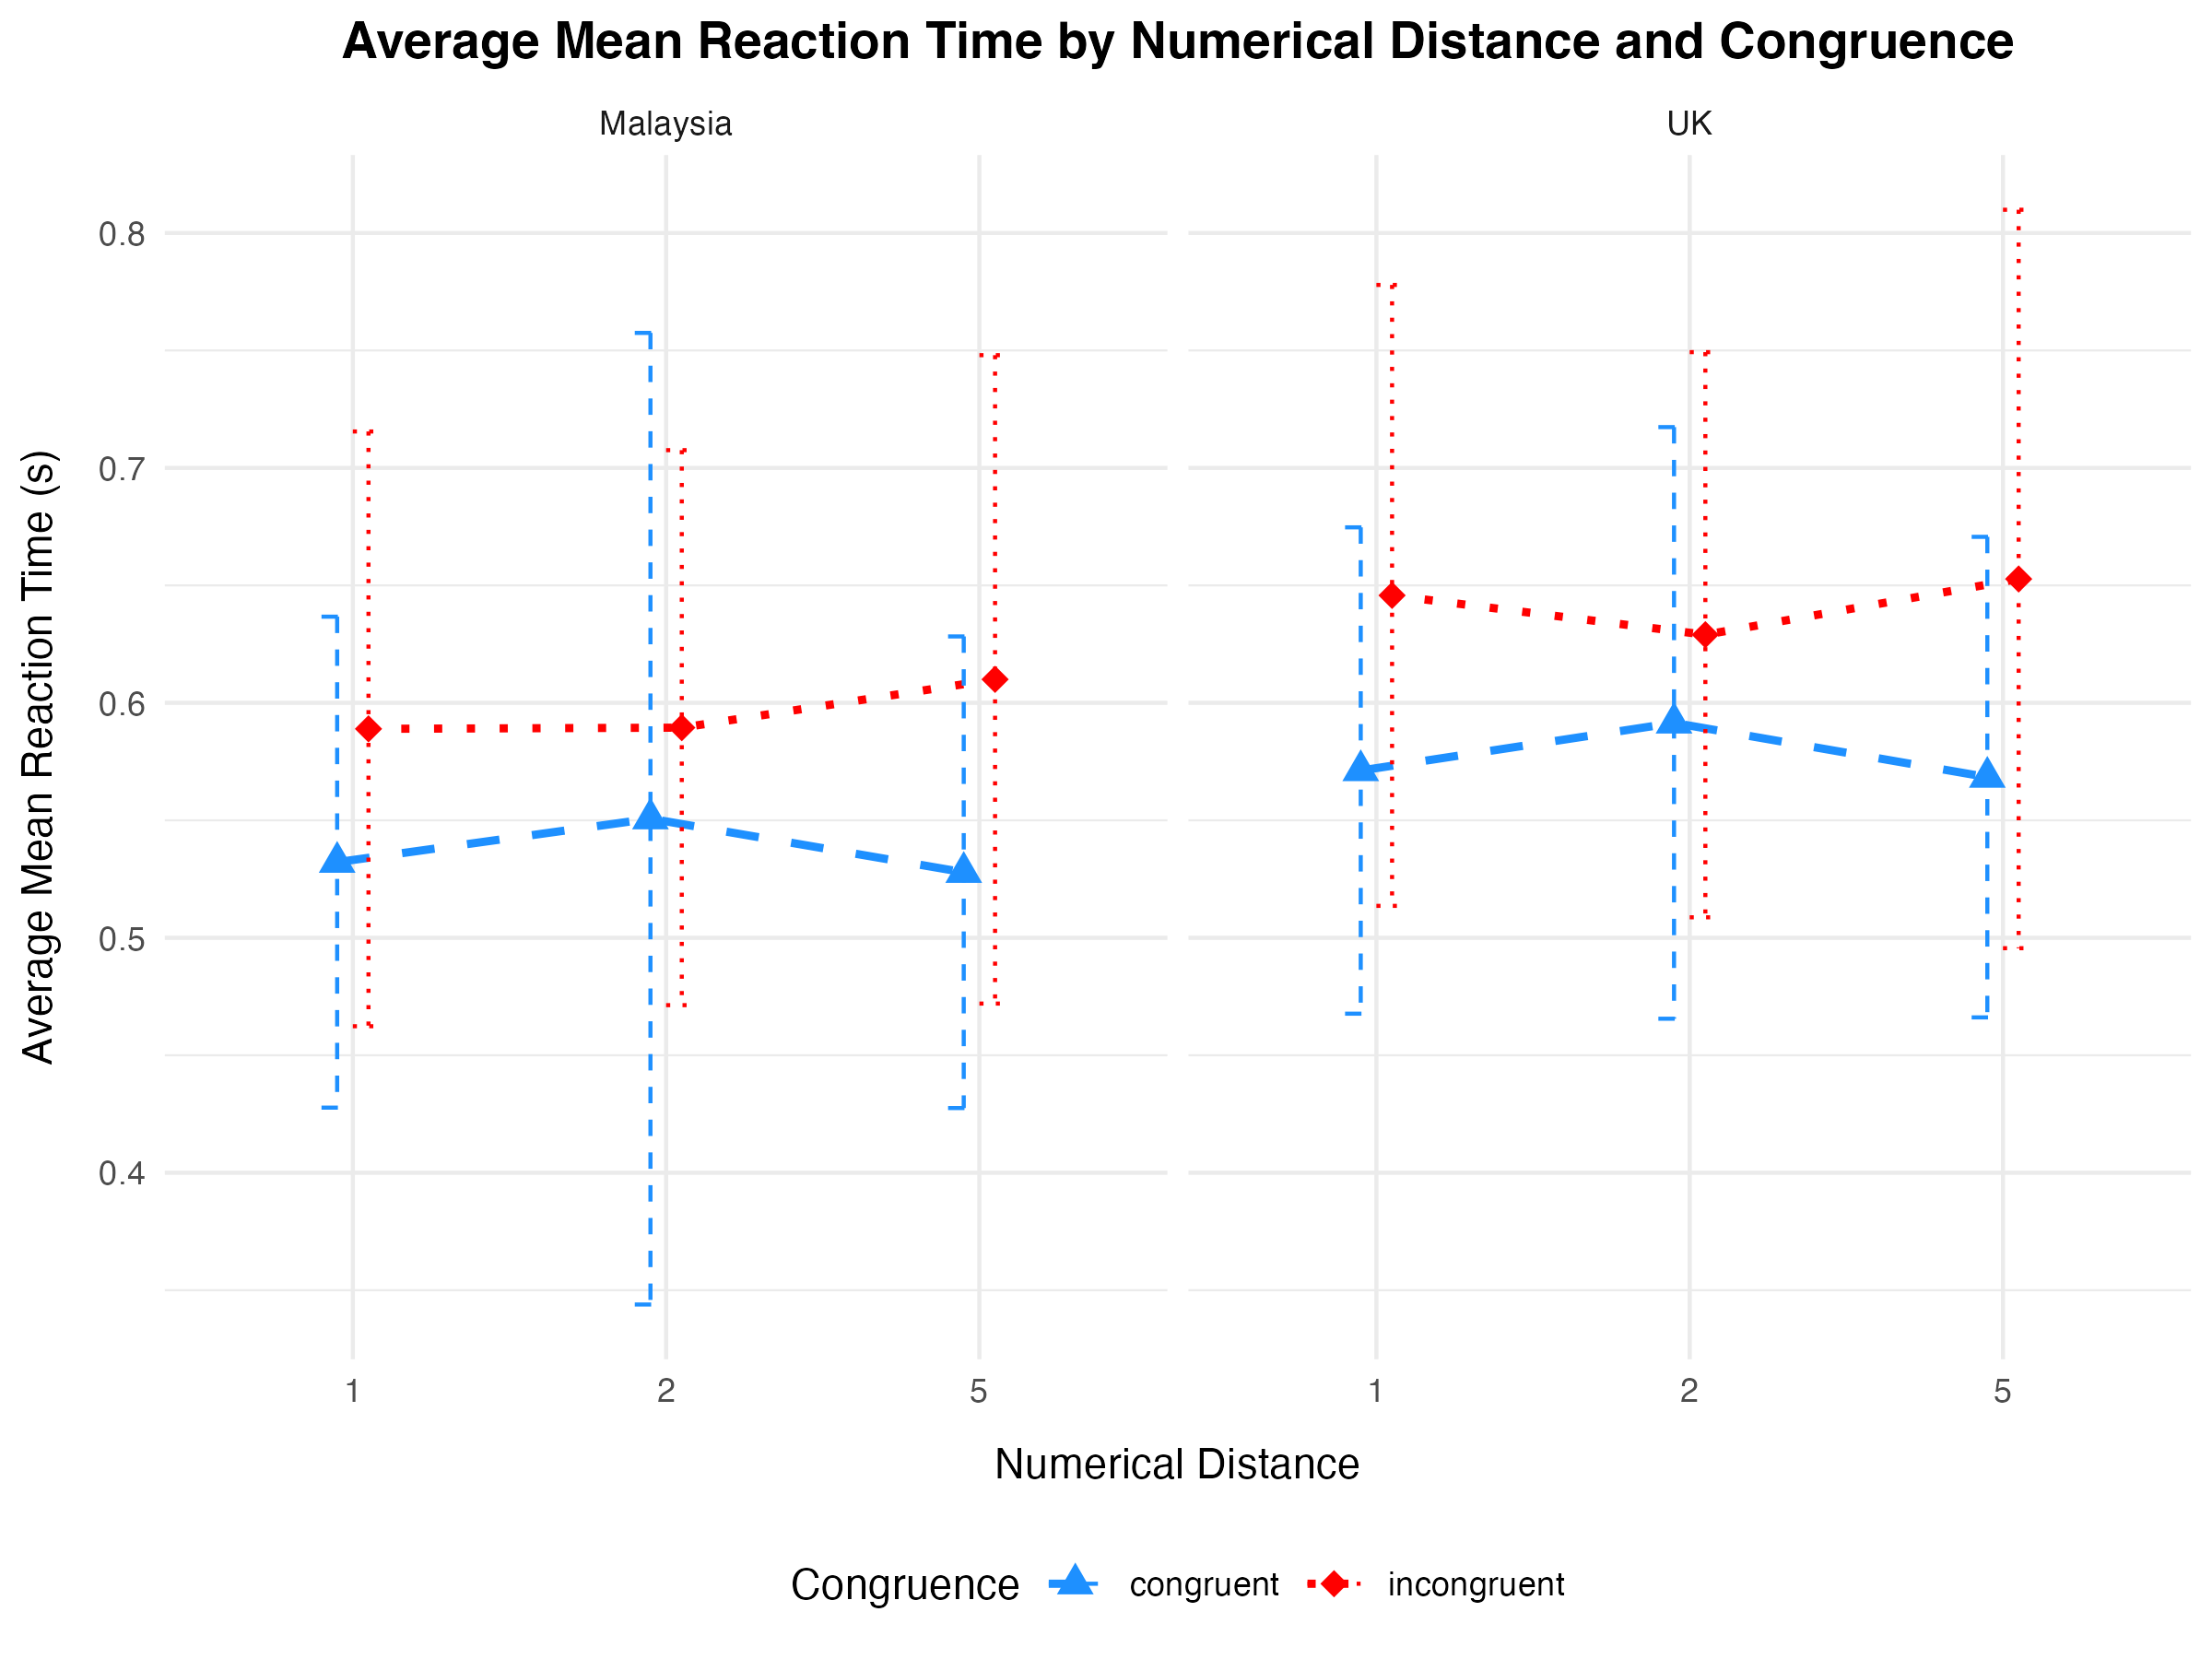 Average Mean Reaction Time by Numerical Distance and Congruence
Malaysia
UK
Average Mean Reaction Time (s)
0.8
0.7
0.6
0.5
0.4
1 2 5
1 2 5
Numerical Distance
Congruence congruent incongruent